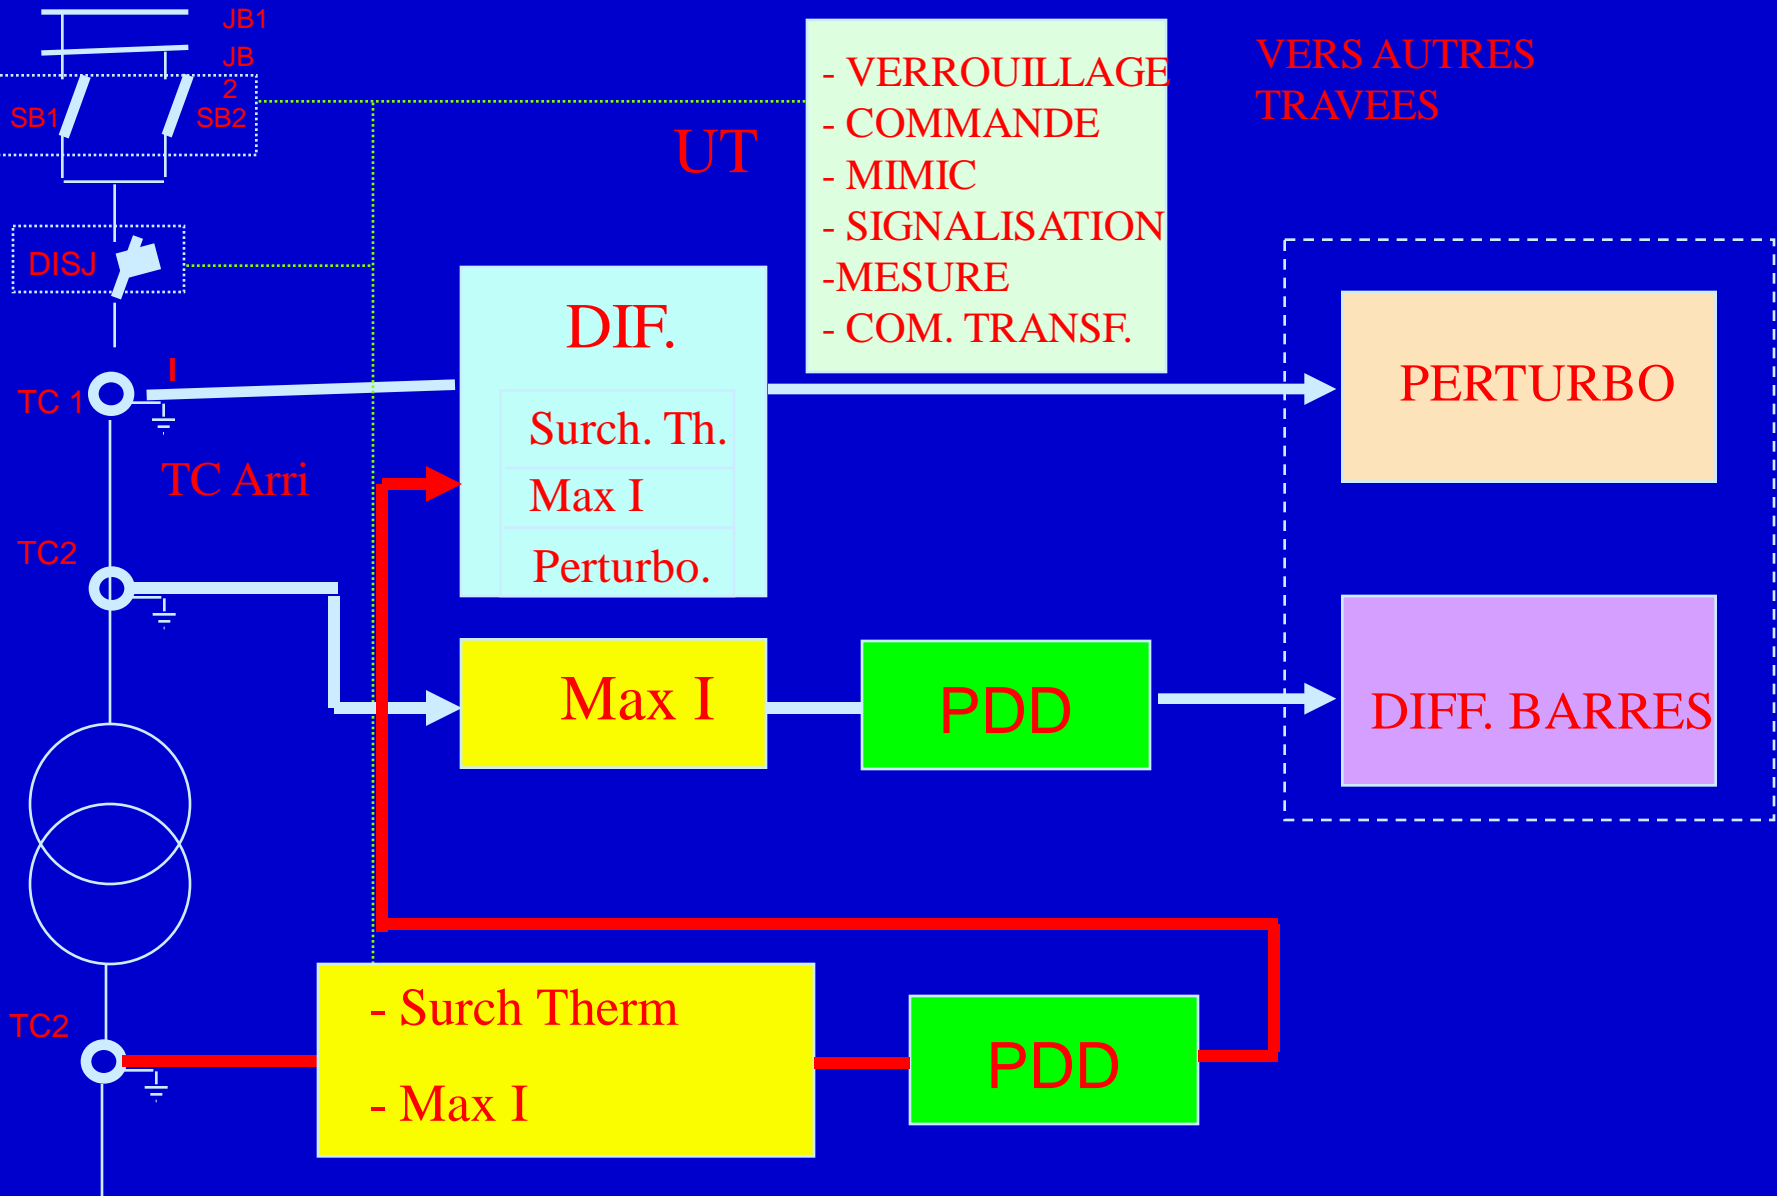 JB1
JB
2
SB1
SB2
DISJ
I
TC 1
TC Arri
TC2
TC2
UT
- VERROUILLAGE
- COMMANDE
- MIMIC
- SIGNALISATION
-MESURE
- COM. TRANSF.
VERS AUTRES
TRAVEES
DIF.
Surch. Th.
Max I
Perturbo.
PERTURBO
Max I
PDD
DIFF. BARRES
- Surch Therm
- Max I
PDD